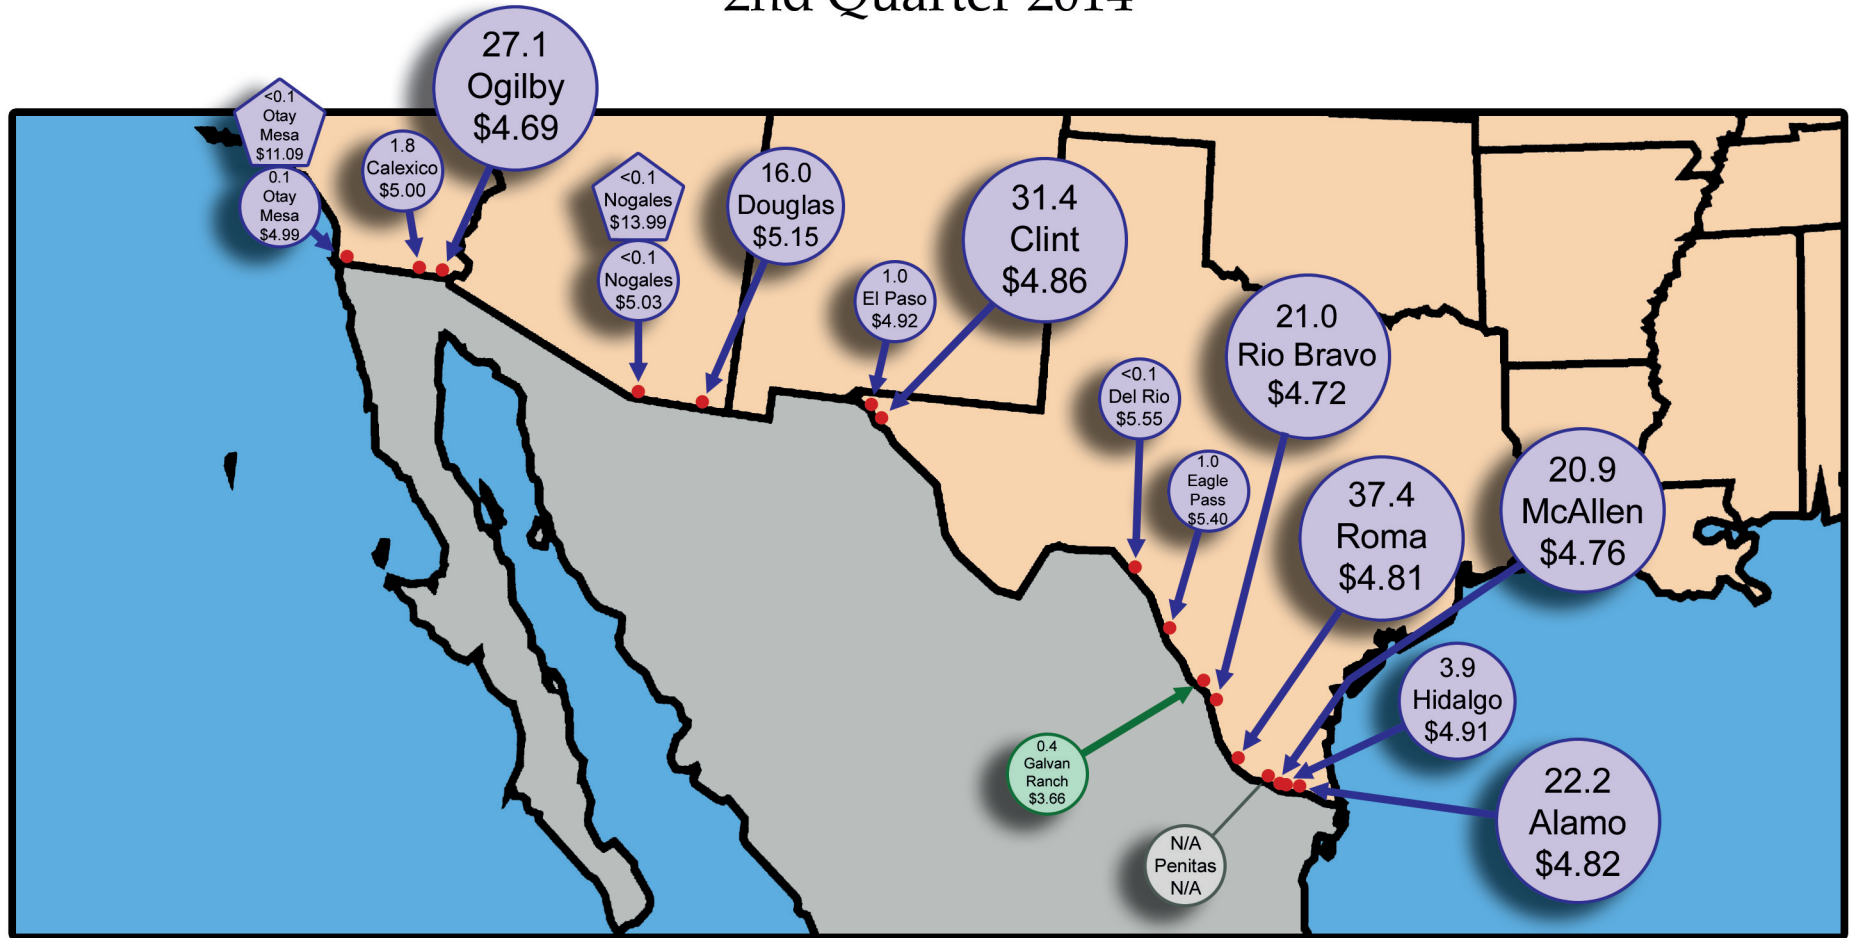 2nd Quarter 2014
27.1
Ogilby
$4.69
<0.1
Otay
Mesa
$11.09
0.1
Otay
Mesa
$4.99
1.8
Calexico
$5.00
<0.1
Nogales
$13.99
<0.1
Nogales
$5.03
16.0
Douglas
$5.15
1.0
El Paso
$4.92
31.4
Clint
$4.86
<0.1
Del Rio
$5.55
1.0
Eagle
Pass
$5.40
21.0
Rio Bravo
$4.72
37.4
Roma
$4.81
20.9
McAllen
$4.76
3.9
Hidalgo
$4.91
22.2
Alamo
$4.82
0.4
Galvan
Ranch
$3.66
N/A
Penitas
N/A